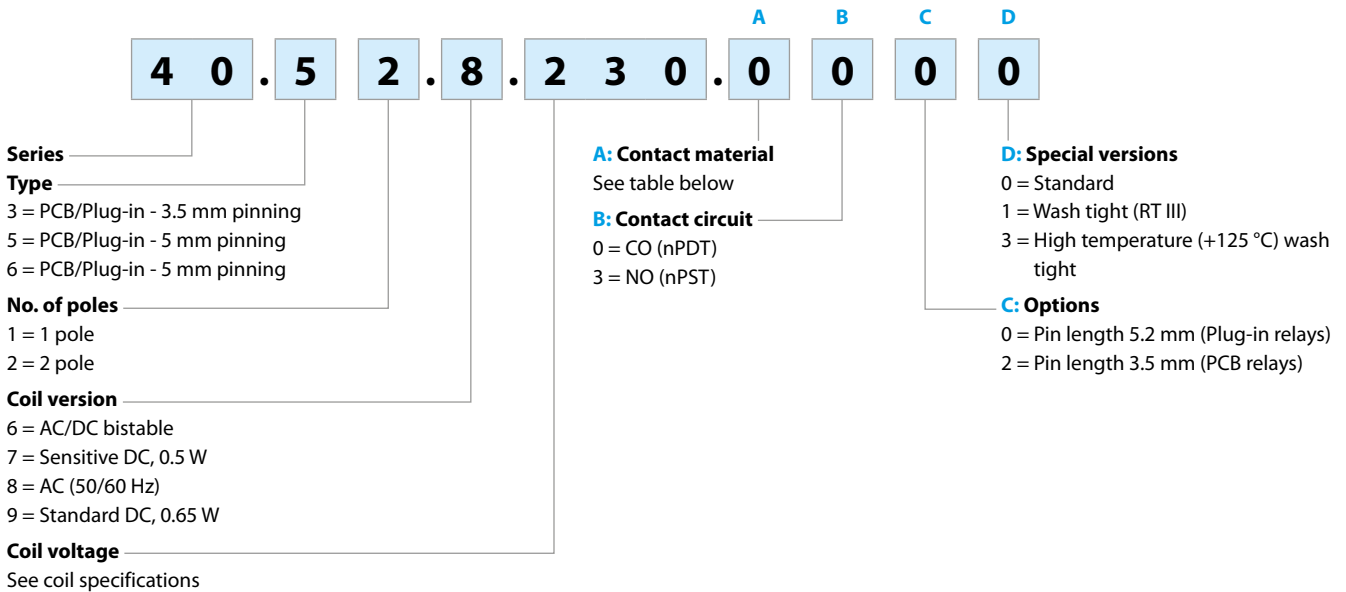 A B C D
4 0 . 5 2 . 8 . 2 3 0 . 0 0 0 0
Series
Type
3 = PCB/Plug-in - 3.5 mm pinning
5 = PCB/Plug-in - 5 mm pinning
6 = PCB/Plug-in - 5 mm pinning
No. of poles
1 = 1 pole
2 = 2 pole
Coil version
6 = AC/DC bistable
7 = Sensitive DC, 0.5 W
8 = AC (50/60 Hz)
9 = Standard DC, 0.65 W
Coil voltage
See coil specifications
A: Contact material
See table below
B: Contact circuit
0 = CO (nPDT)
3 = NO (nPST)
D: Special versions
0 = Standard
1 = Wash tight (RT III)
3 = High temperature (+125 °C) wash
tight
C: Options
0 = Pin length 5.2 mm (Plug-in relays)
2 = Pin length 3.5 mm (PCB relays)